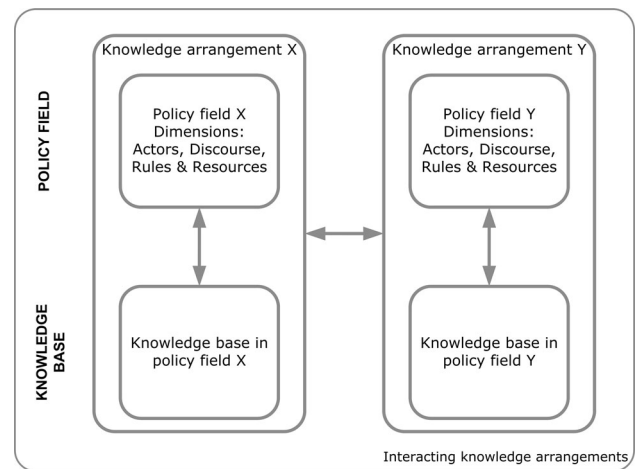 Knowledge arrangement X
Knowledge arrangement Y
POLICY FIELD
Policy field X
Dimensions:
Actors, Discourse,
Rules & Resources
Policy field Y
Dimensions:
Actors, Discourse,
Rules & Resources
KNOWLEDGE
BASE
Knowledge base in
policy field X
Knowledge base in
policy field Y
Interacting knowledge arrangements